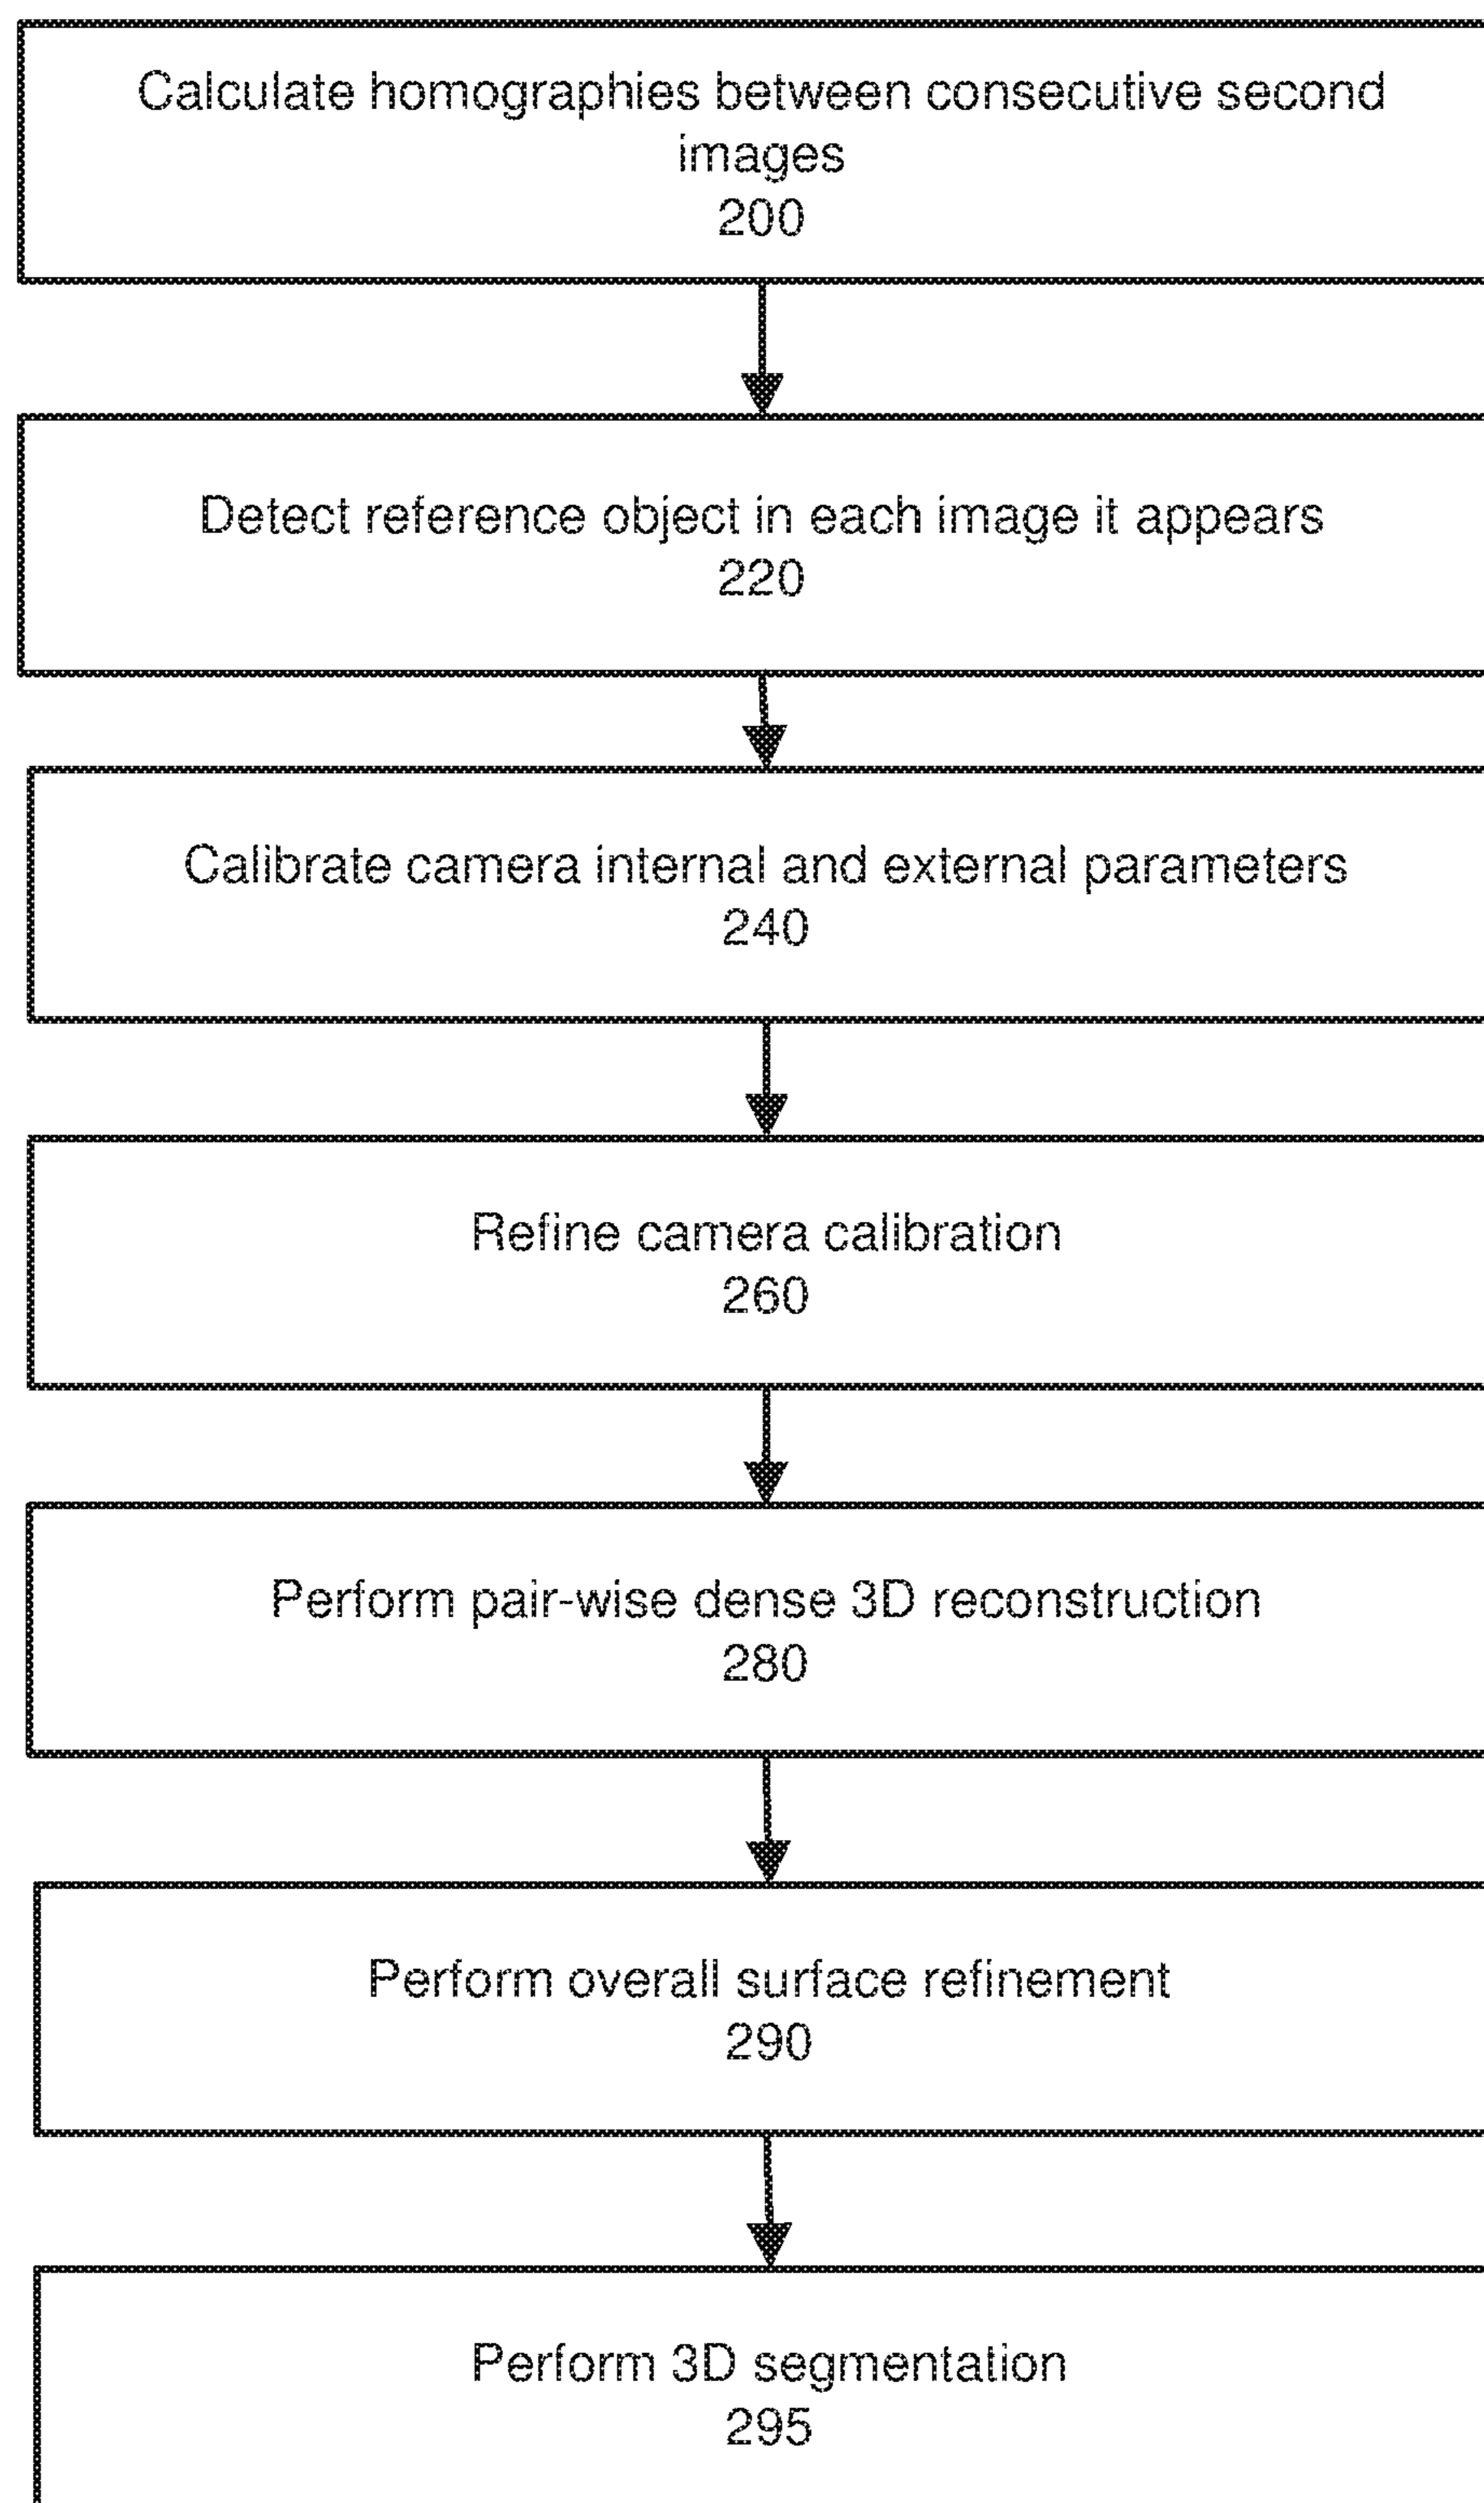 Calculate homographies between consecutive second
images
200
Detect reference object in each image it appears
220
Calibrate camera internal and external parameters
240
Refine camera calibration
260
Perform pair-wise dense 3D reconstruction
280
Perform overall surface refinement
290
Perform 3D segmentation
295